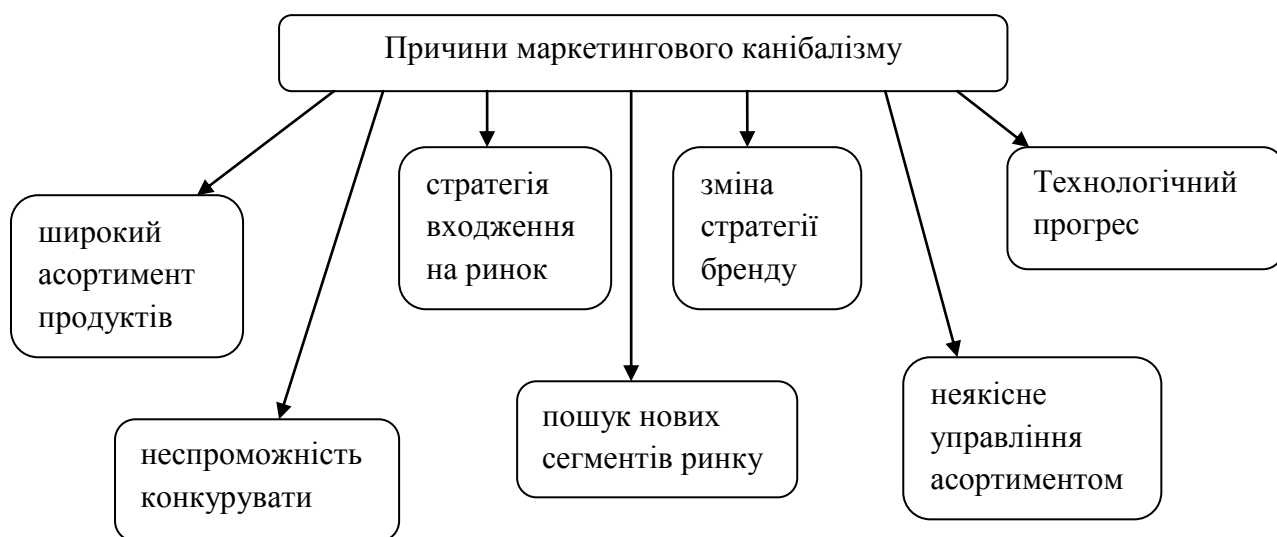 Причини маркетингового канібалізму
широкий
асортимент
продуктів
неспроможність
конкурувати
стратегія
входження
на ринок
пошук нових
сегментів ринку
зміна
стратегії
бренду
неякісне
управління
асортиментом
Технологічний
прогрес